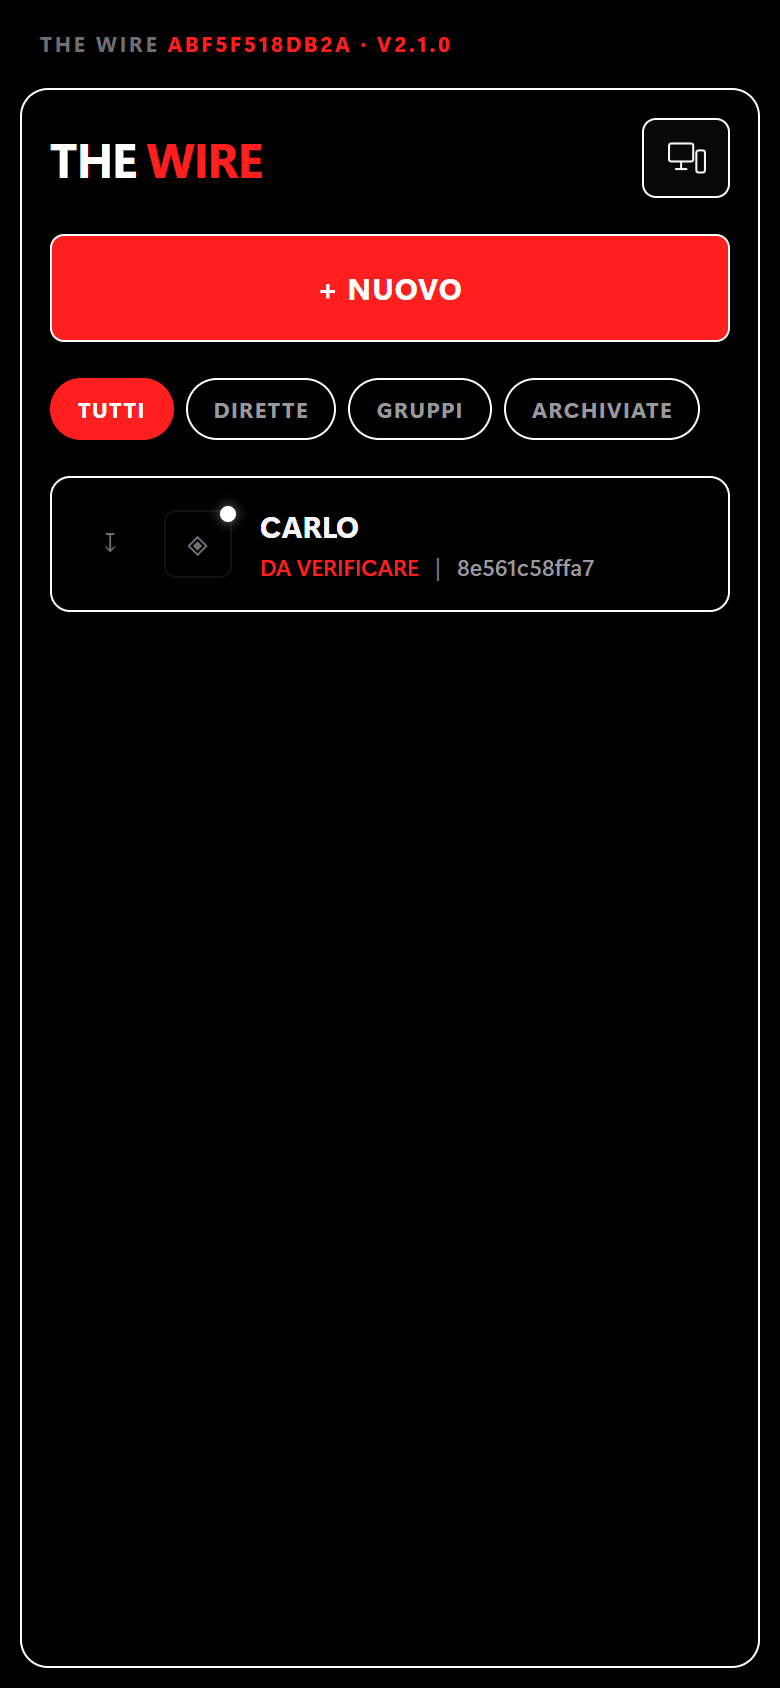 THE WIRE ABF5F518DB2A · V2.1.0
THE WIRE
+ NUOVO
TUTTI DIRETTE GRUPPI ARCHIVIATE
CARLO
DA VERIFICARE | 8e561c58ffa7